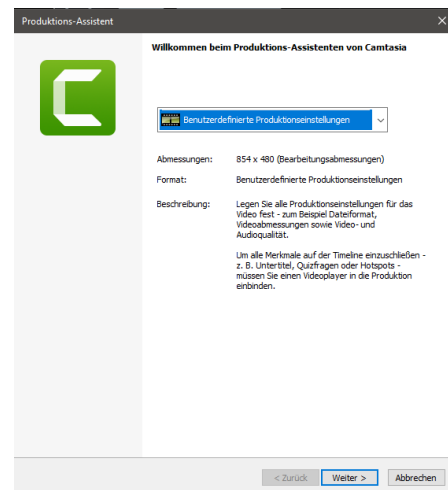 Produktions-Assistent
Willkommen beim Produktions-Assistenten von Camtasia
Benutzerdefinierte Produktionseinstellungen
Abmessungen: 854 x 480 (Bearbeitungsabmessungen)
Format: Benutzerdefinierte Produktionseinstellungen
Beschreibung: Legen Sie alle Produktionseinstellungen für das
Video fest - zum Beispiel Dateiformat,
Videoabmessungen sowie Video- und
Audioqualität.
Um alle Merkmale auf der Timeline einzuschließen -
z. B. Untertitel, Quizfragen oder Hotspots -
müssen Sie einen Videoplayer in die Produktion
einbinden.
< Zurück Weiter > Abbrechen